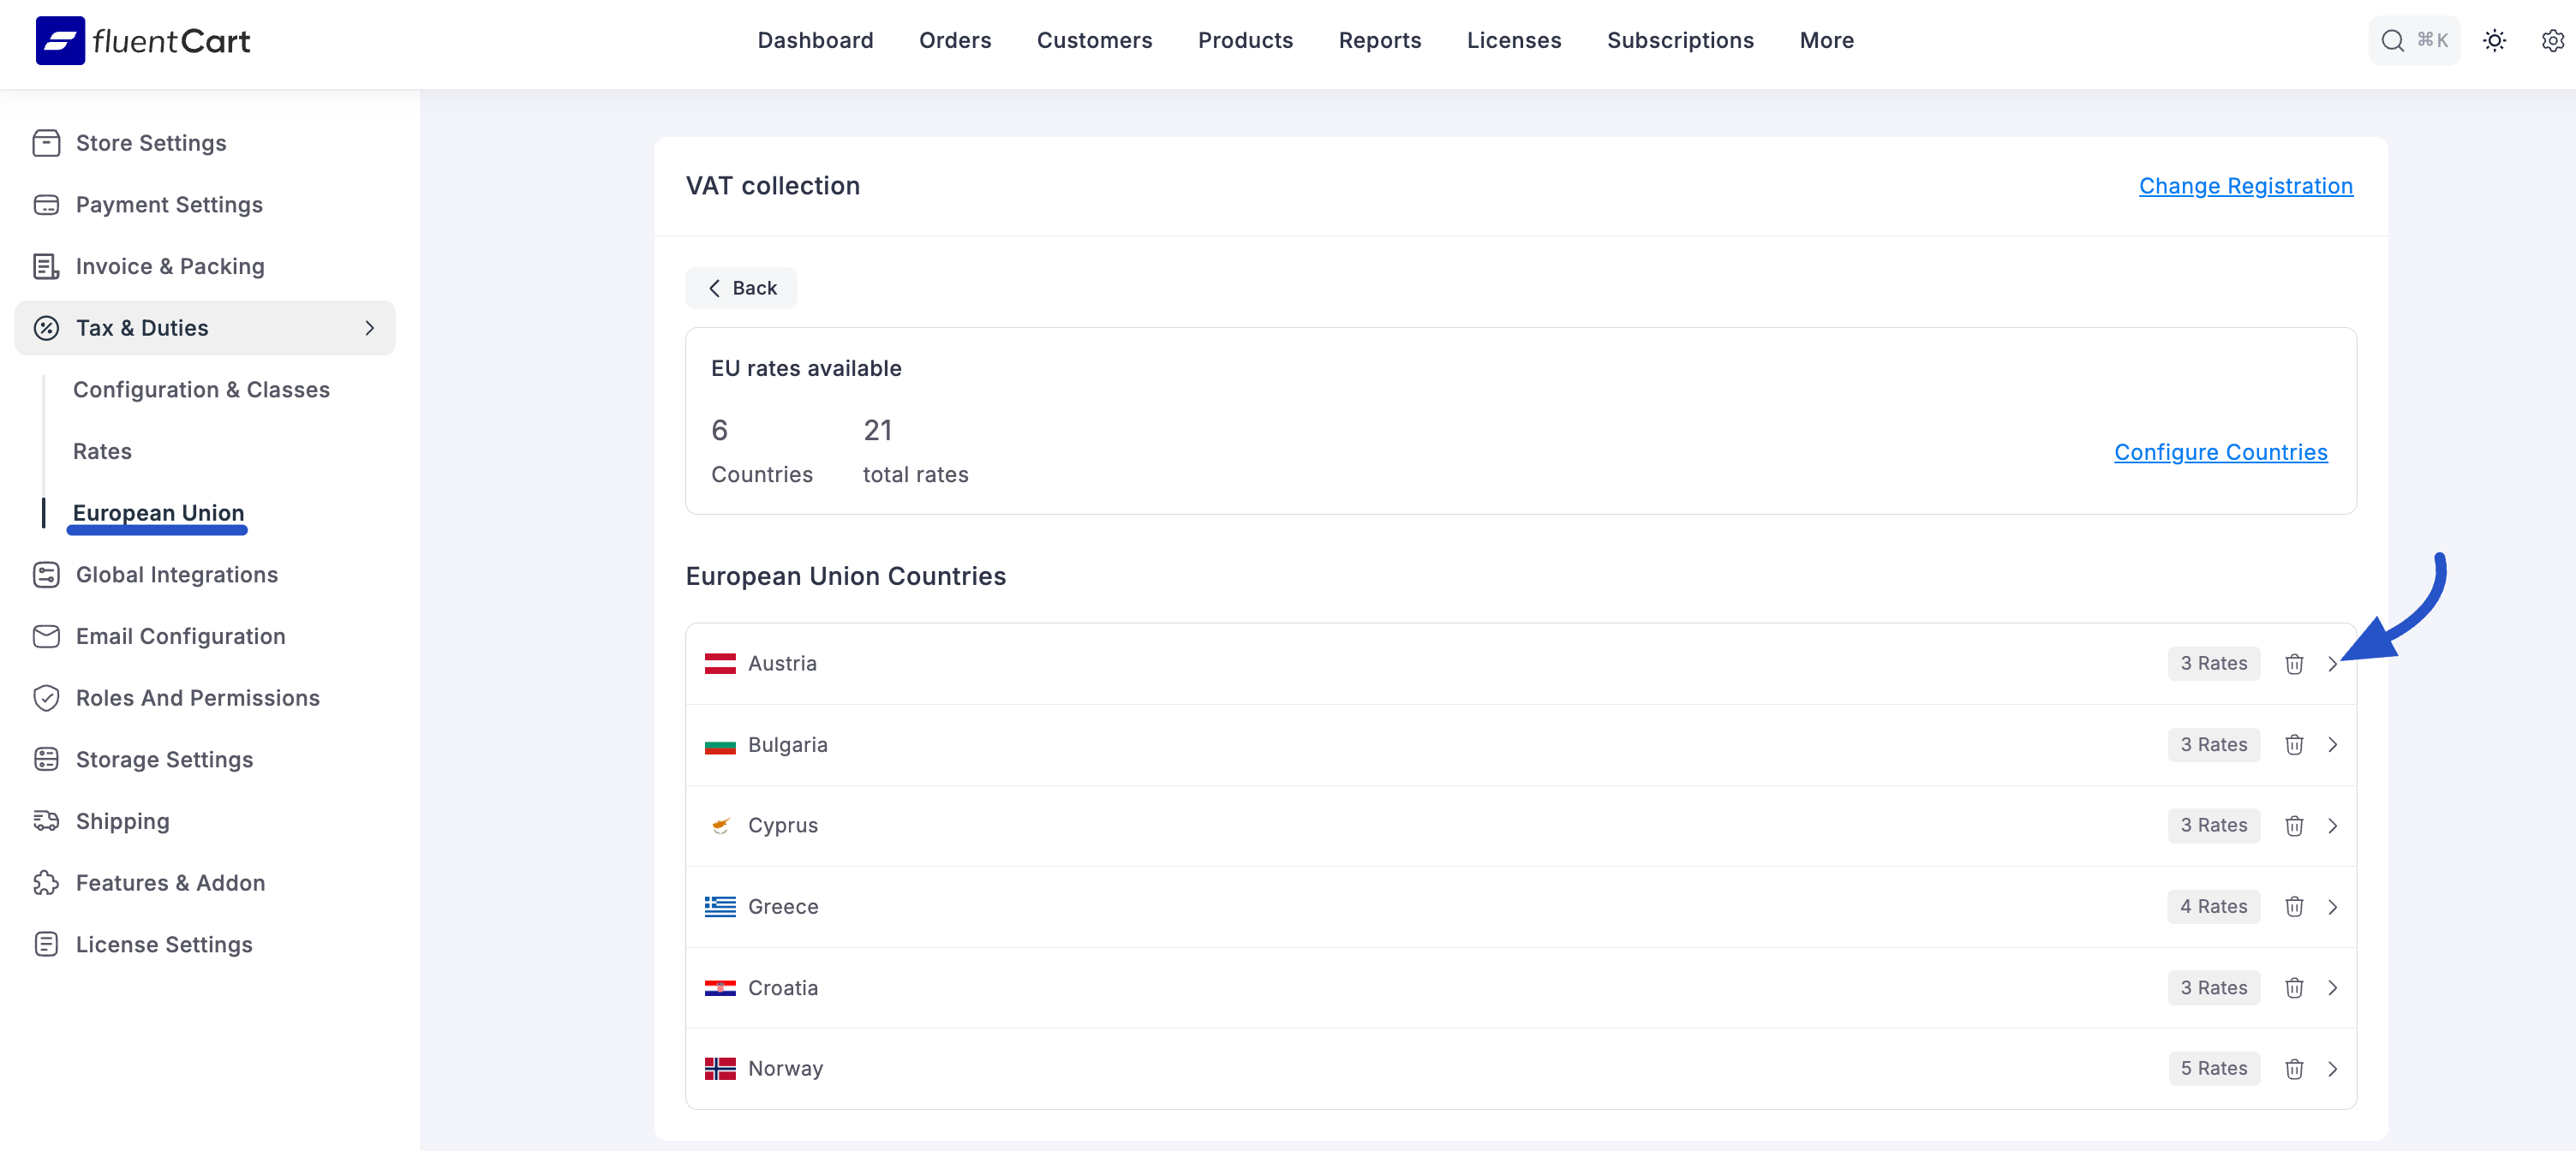 fluentCart
Dashboard
Orders
Customers
Products
Reports
Licenses
Subscriptions
More
⌘K
Store Settings
Payment Settings
Invoice & Packing
Tax & Duties
Configuration & Classes
Rates
European Union
Global Integrations
Email Configuration
Roles And Permissions
Storage Settings
Shipping
Features & Addon
License Settings
VAT collection
Change Registration
Back
EU rates available
6
Countries
21
total rates
Configure Countries
European Union Countries
Austria
3 Rates
Bulgaria
3 Rates
Cyprus
3 Rates
Greece
4 Rates
Croatia
3 Rates
Norway
5 Rates